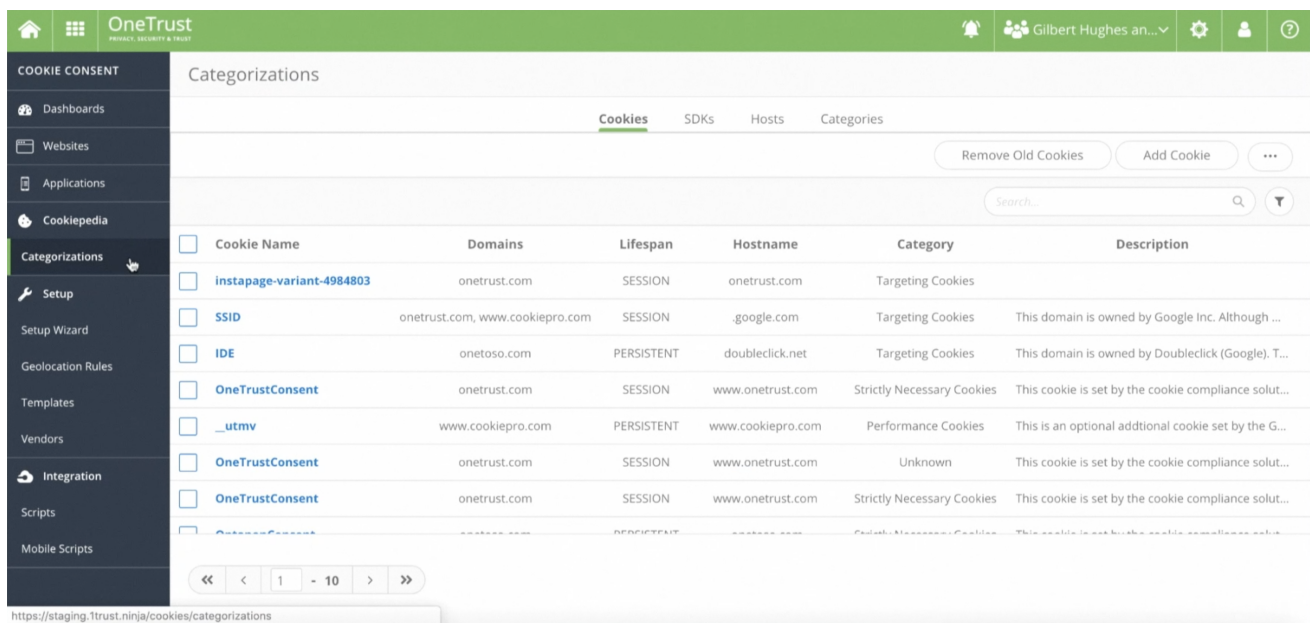 OneTrust
PRIVACY, SECURITY & TRUST
Gilbert Hughes an...
COOKIE CONSENT
Dashboards
Websites
Applications
Cookiepedia
Categorizations
Setup
Setup Wizard
Geolocation Rules
Templates
Vendors
Integration
Scripts
Mobile Scripts
Categorizations
Cookies SDKs Hosts Categories
Remove Old Cookies Add Cookie ...
Search...
Cookie Name Domains Lifespan Hostname Category Description
instapage-variant-4984803 onetrust.com SESSION onetrust.com Targeting Cookies
SSID onetrust.com, www.cookiepro.com SESSION .google.com Targeting Cookies This domain is owned by Google Inc. Although ...
IDE onetoso.com PERSISTENT doubleclick.net Targeting Cookies This domain is owned by Doubleclick (Google). T...
OneTrustConsent onetrust.com SESSION www.onetrust.com Strictly Necessary Cookies This cookie is set by the cookie compliance solut...
__utmv www.cookiepro.com PERSISTENT www.cookiepro.com Performance Cookies This is an optional addtional cookie set by the G...
OneTrustConsent onetrust.com SESSION www.onetrust.com Unknown This cookie is set by the cookie compliance solut...
OneTrustConsent onetrust.com SESSION www.onetrust.com Strictly Necessary Cookies This cookie is set by the cookie compliance solut...
1 - 10
https://staging.1trust.ninja/cookies/categorizations